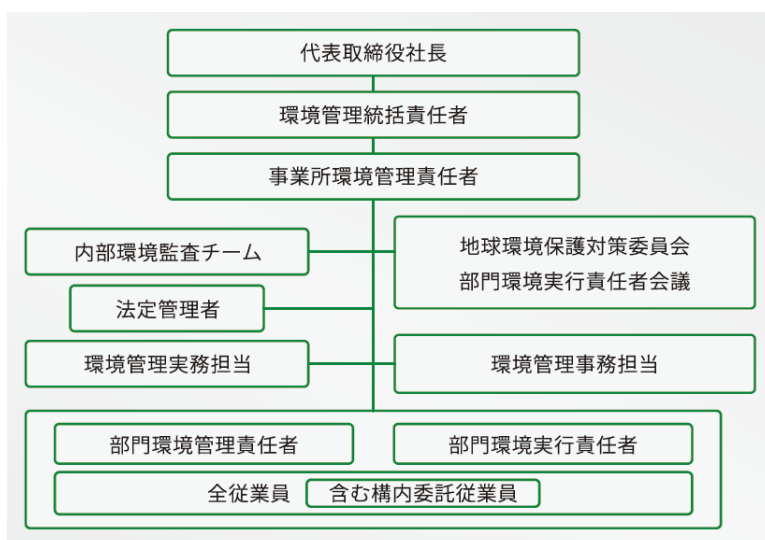 代表取締役社長
環境管理統括責任者
事業所環境管理責任者
内部環境監査チーム
地球環境保護対策委員会
部門環境実行責任者会議
法定管理者
環境管理実務担当
環境管理事務担当
部門環境管理責任者
部門環境実行責任者
全従業員 含む構内委託従業員